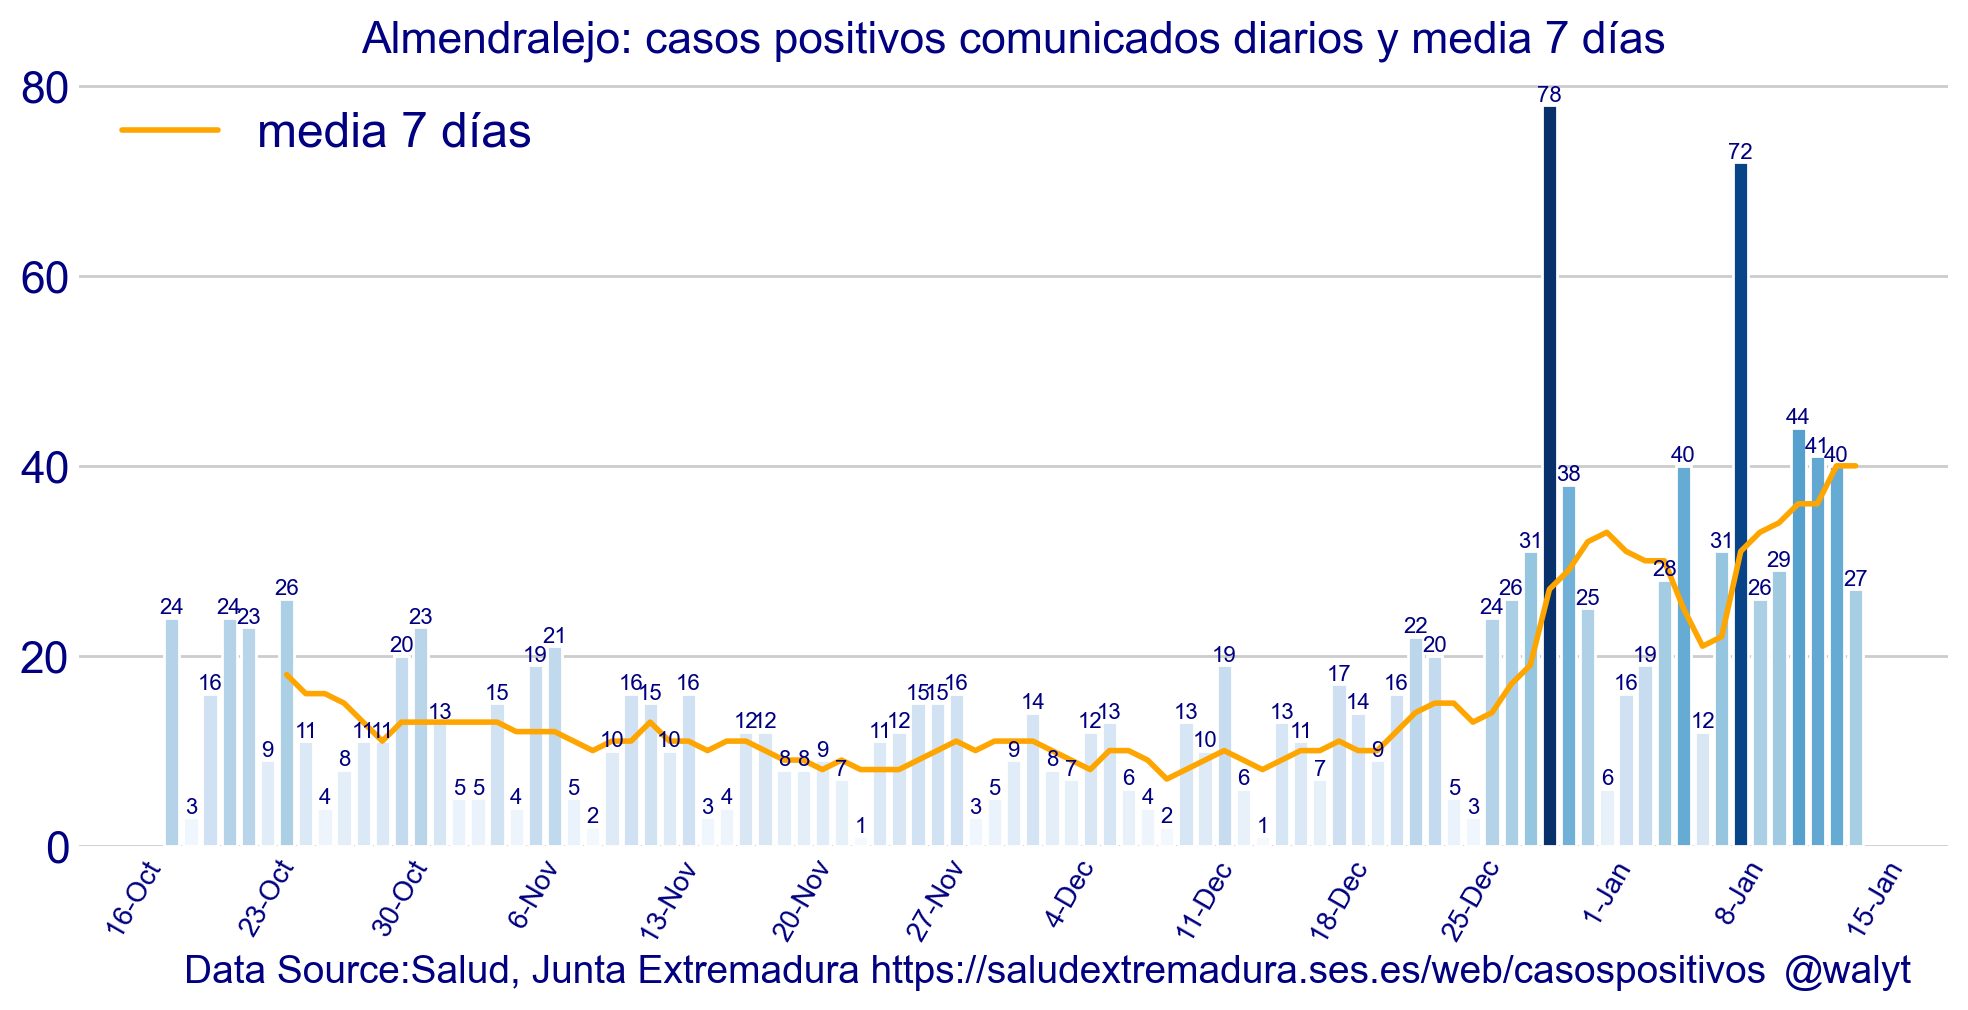 Almendralejo: casos positivos comunicados diarios y media 7 días
80
60
40
20
0
media 7 días
24 3 16 24 23 9 26 11 4 8 11 11 20 23 13 5 5 15 4 19 21 5 2 10 16 15 10 16 3 4 12 12 8 8 9 7 1 11 12 15 15 16 3 5 9 14 8 7 12 13 6 4 2 13 10 19 6 1 13 11 7 17 14 9 16 22 20 5 3 24 26 31 78 38 25 6 16 19 28 40 12 31 72 26 29 44 41 40 27
16-Oct 23-Oct 30-Oct 6-Nov 13-Nov 20-Nov 27-Nov 4-Dec 11-Dec 18-Dec 25-Dec 1-Jan 8-Jan 15-Jan
Data Source:Salud, Junta Extremadura https://saludextremadura.ses.es/web/casospositivos @walyt